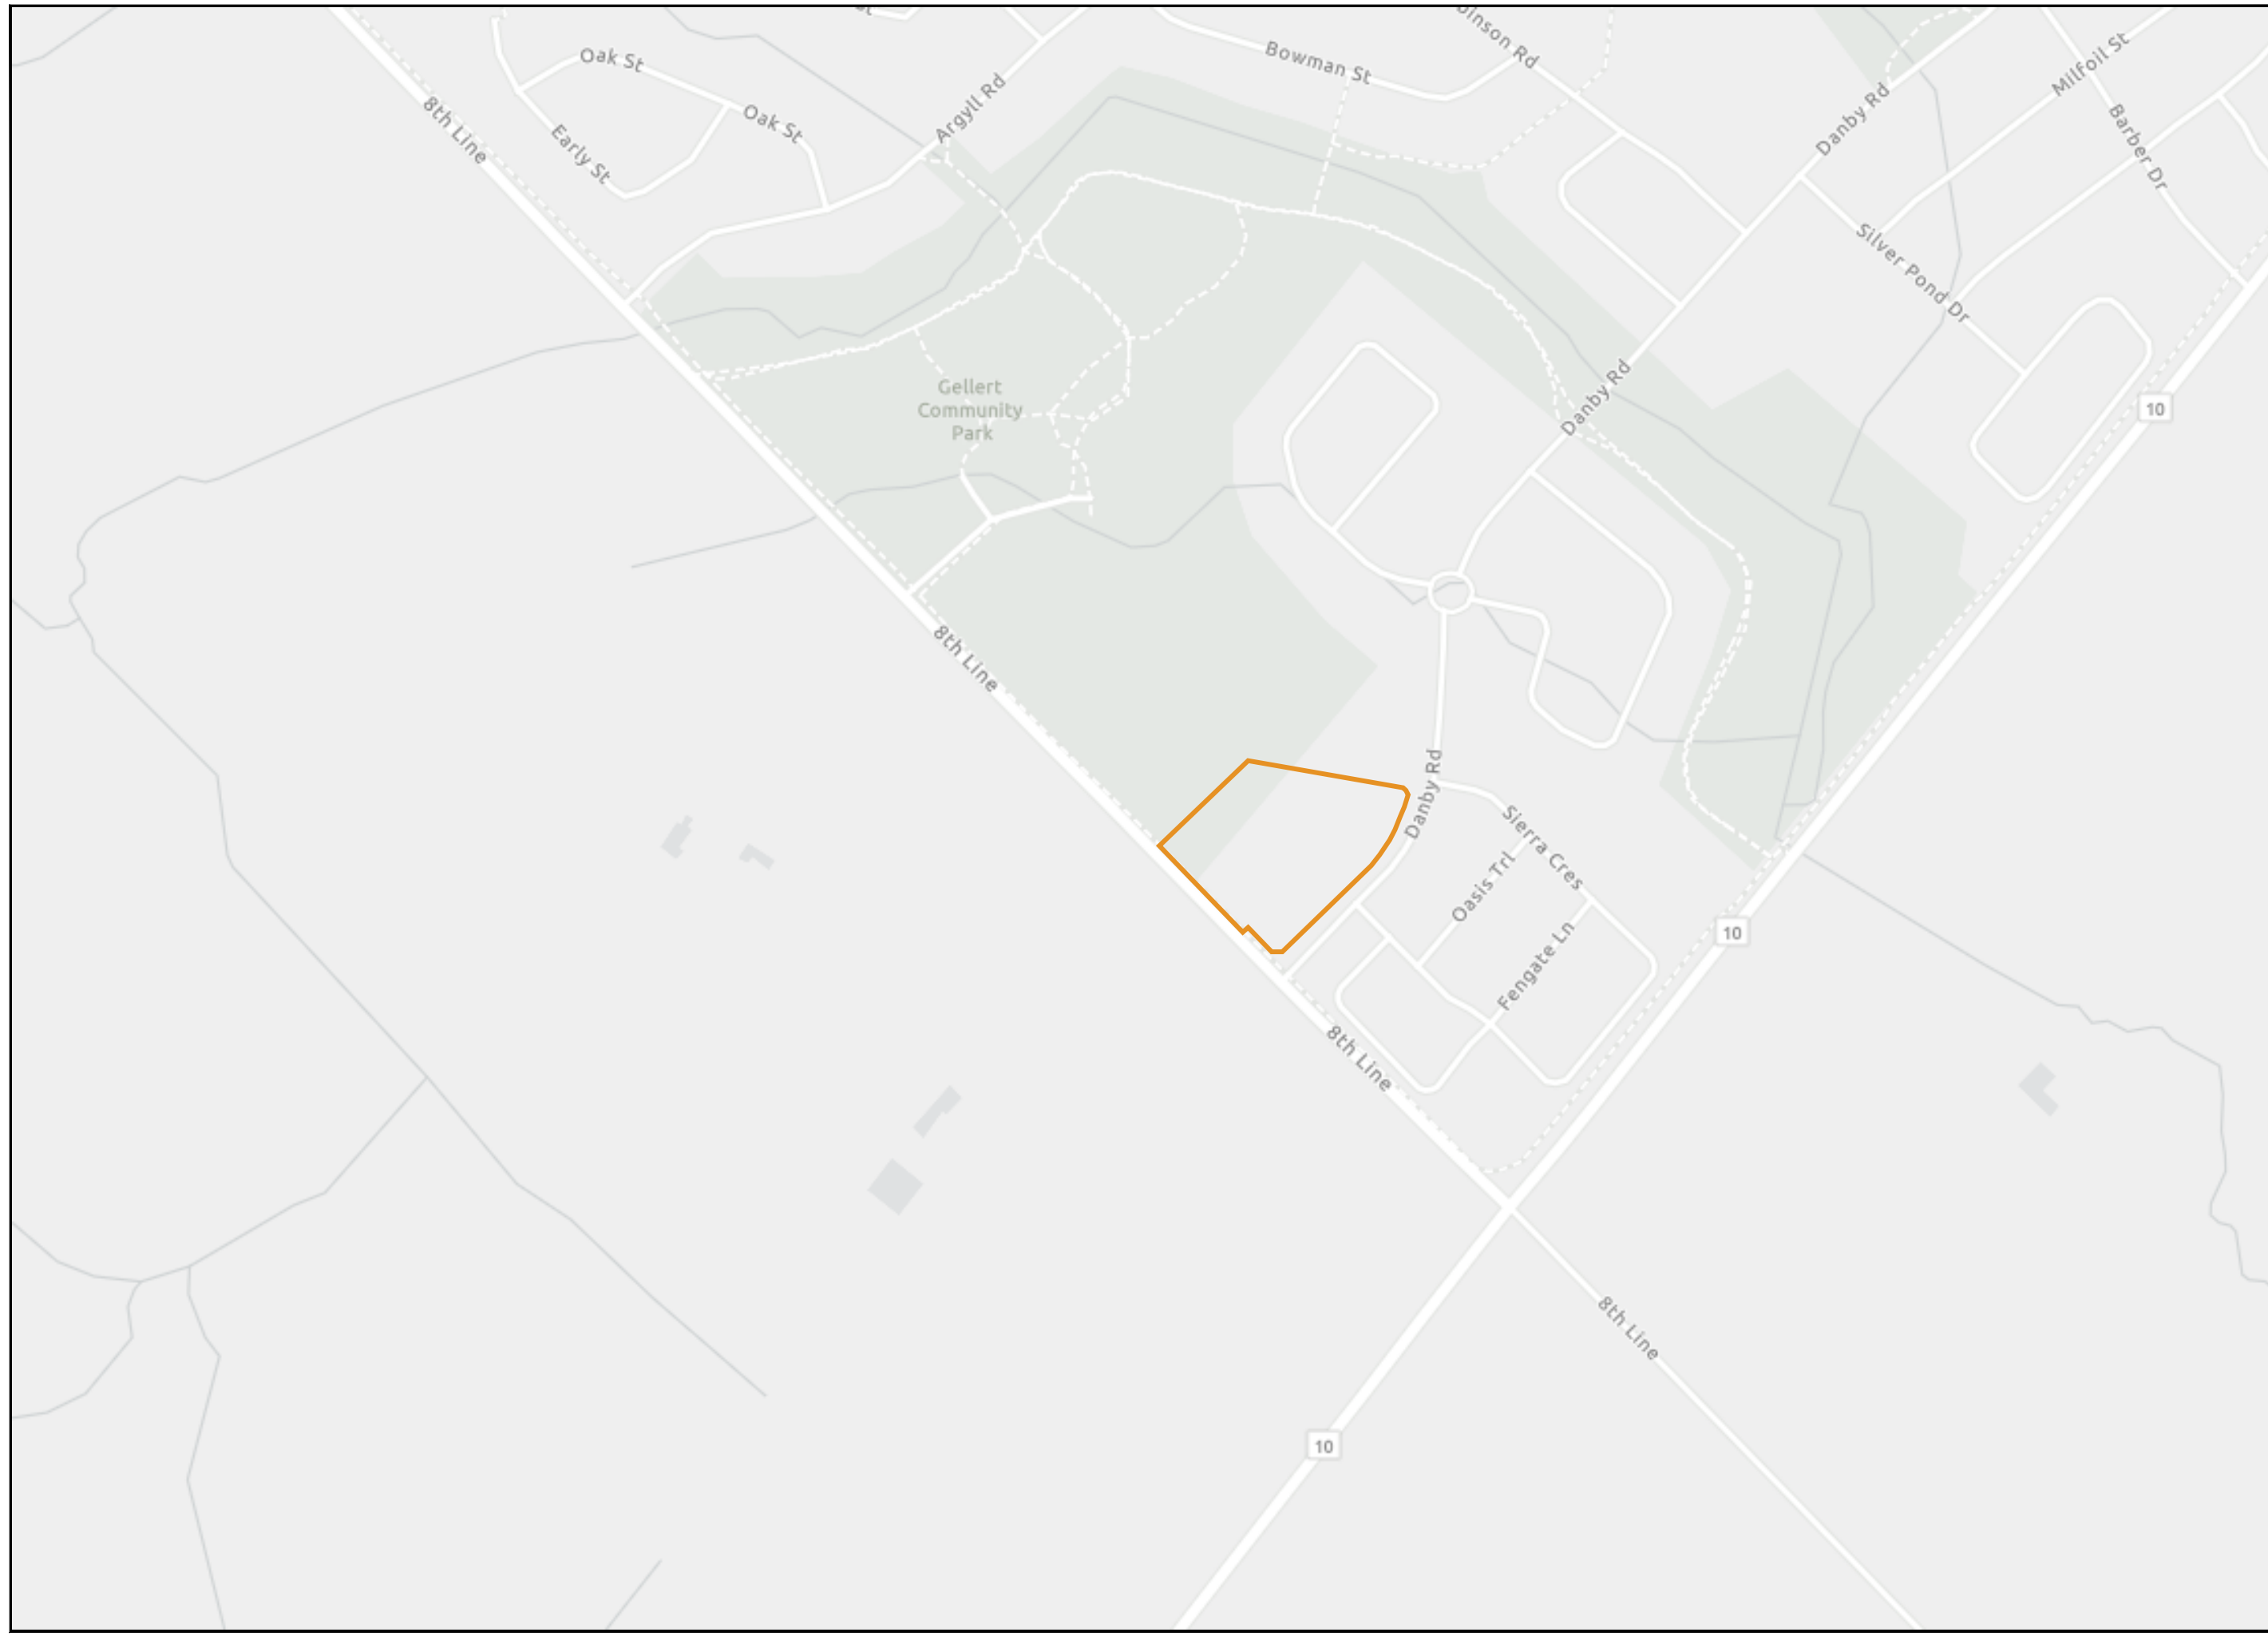 Oak St
Bowman St
Milfoil St
Danby Rd
8th Line
Early St
Oak St
Argyll Rd
Barber Dr
Silver Pond Dr
Gellert
Community
Park
Danby Rd
10
8th Line
Danby Rd
Sierra Cres
Oasis Trl
10
Fengate Ln
8th Line
8th Line
10